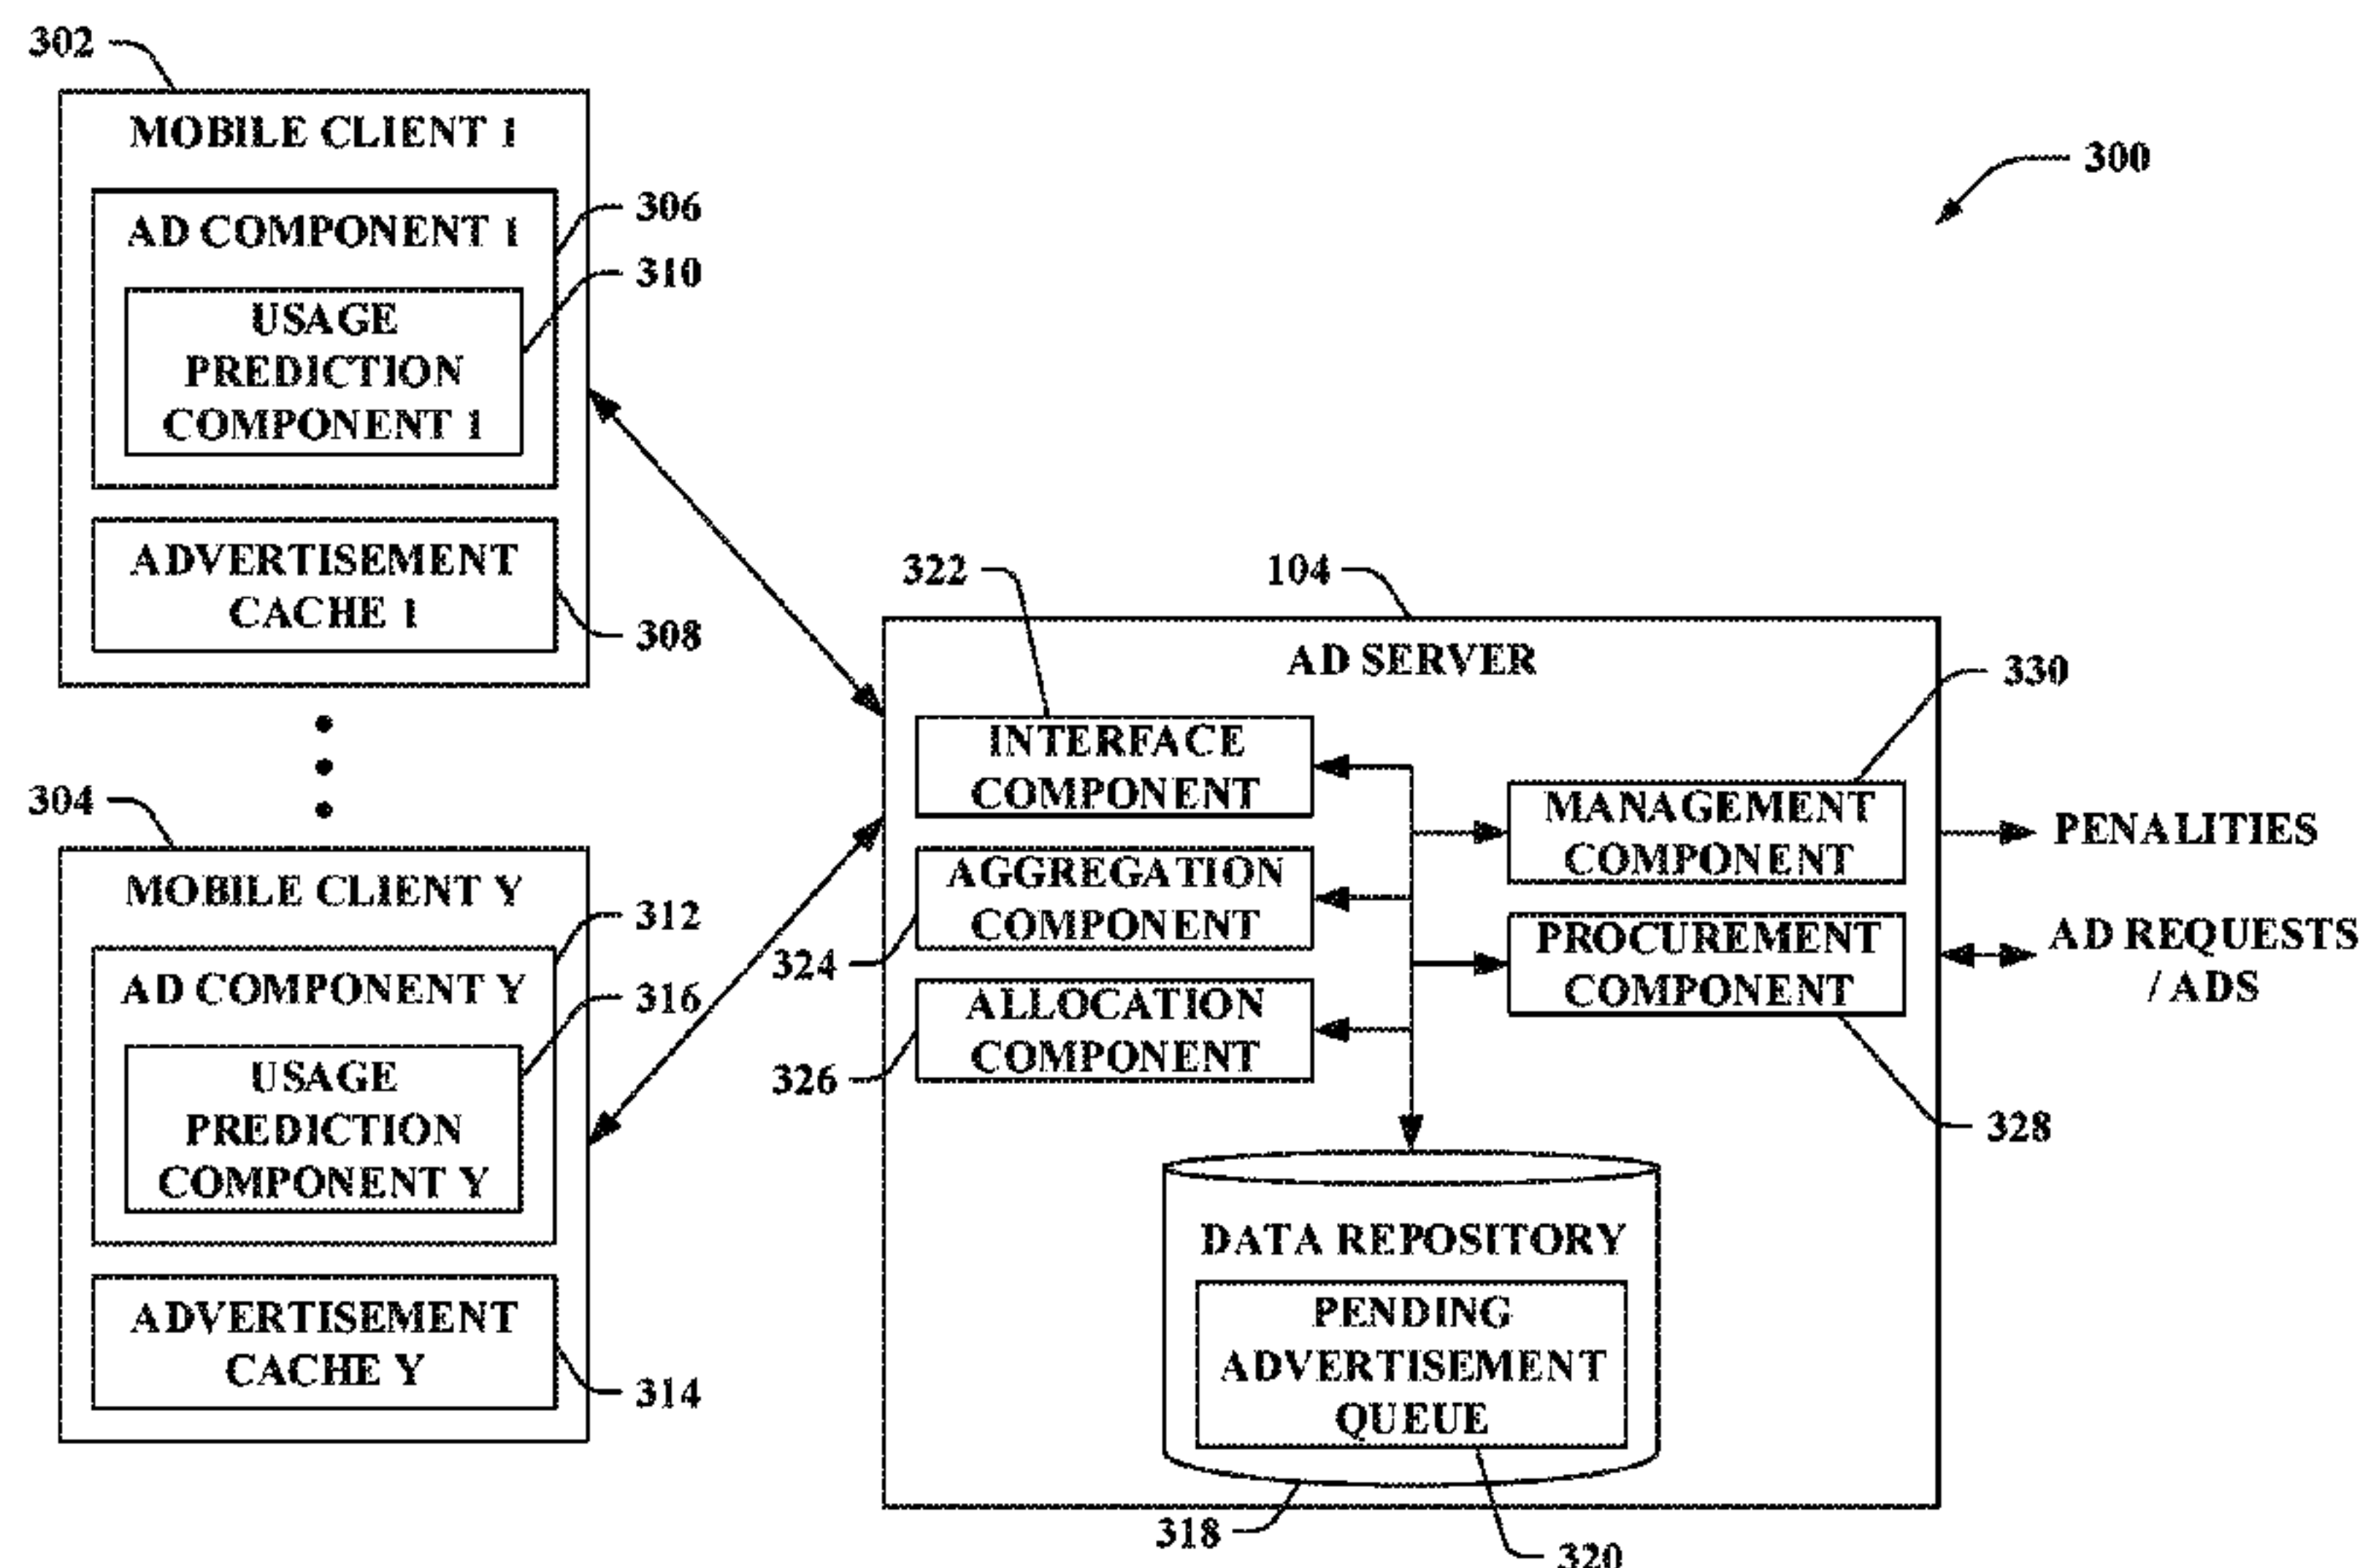 302
MOBILE CLIENT 1
300
306
AD COMPONENT 1
310
USAGE
PREDICTION
COMPONENT 1
ADVERTISEMENT
CACHE 1
308
322
104
AD SERVER
330
INTERFACE
COMPONENT
304
MANAGEMENT
COMPONENT
PENALITIES
MOBILE CLIENT Y
AGGREGATION
COMPONENT
312
324
PROCUREMENT
COMPONENT
AD REQUESTS
/ ADS
AD COMPONENT Y
316
ALLOCATION
COMPONENT
326
USAGE
PREDICTION
COMPONENT Y
328
DATA REPOSITORY
ADVERTISEMENT
CACHE Y
314
PENDING
ADVERTISEMENT
QUEUE
318
320